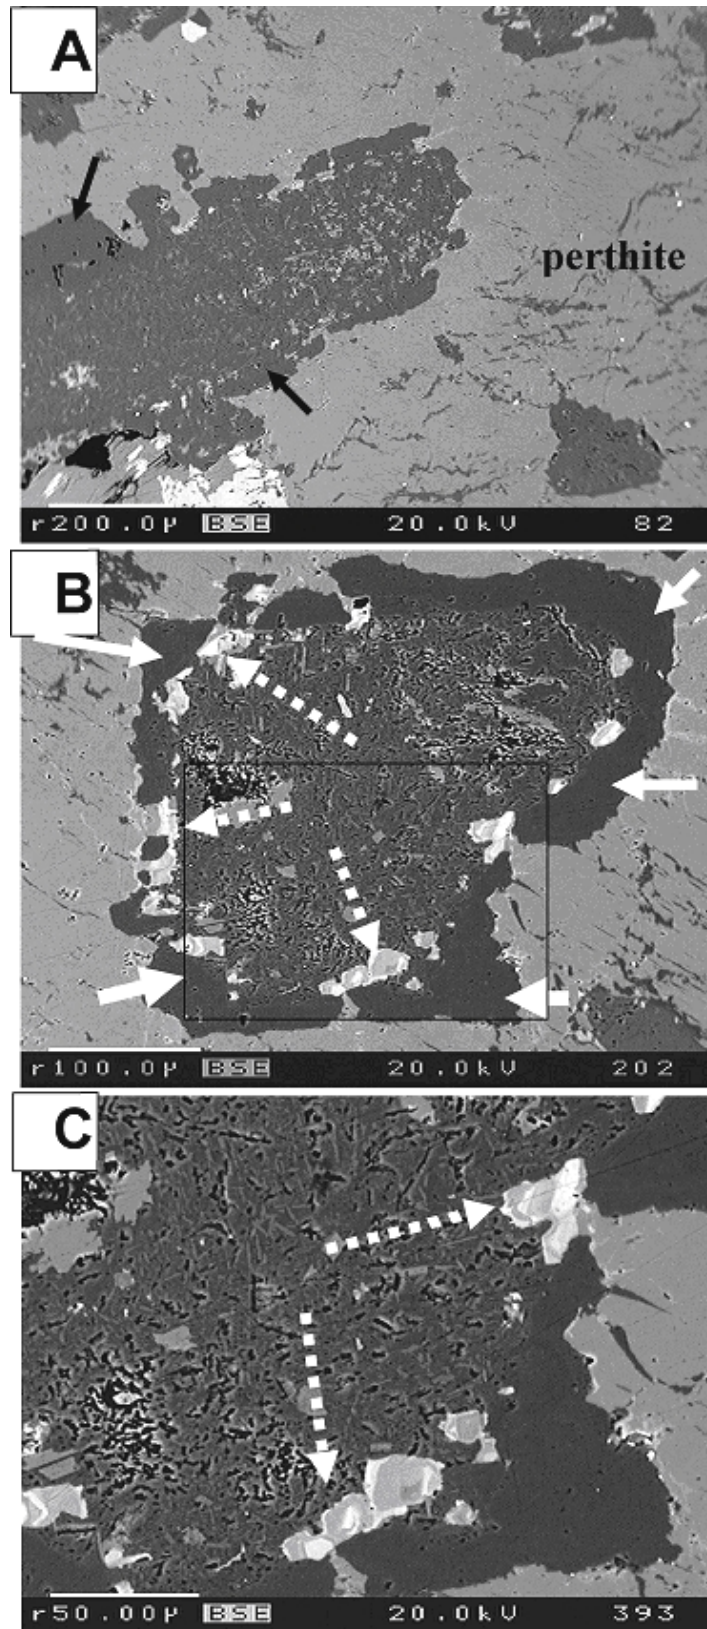 A
perthite
r200.0µ BSE 20.0kV 82
B
r100.0µ BSE 20.0kV 202
C
r50.00µ BSE 20.0kV 393